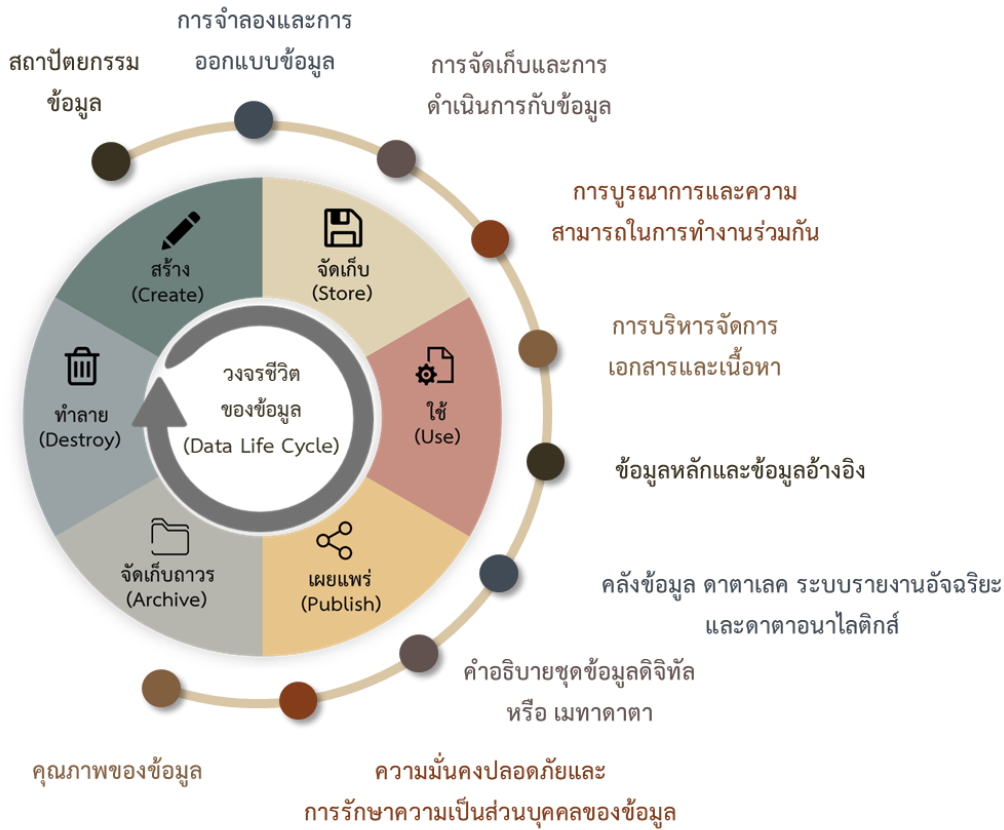 การจำลองและการ
ออกแบบข้อมูล
สถาปัตยกรรม
ข้อมูล
การจัดเก็บและการ
ดำเนินการกับข้อมูล
การบูรณาการและความ
สามารถในการทำงานร่วมกัน
การบริหารจัดการ
เอกสารและเนื้อหา
ข้อมูลหลักและข้อมูลอ้างอิง
คลังข้อมูล ดาตาเลค ระบบรายงานอัจฉริยะ
และดาตาอนาไลติกส์
คำอธิบายชุดข้อมูลดิจิทัล
หรือ เมทาดาตา
ความมั่นคงปลอดภัยและ
การรักษาความเป็นส่วนบุคคลของข้อมูล
คุณภาพของข้อมูล
สร้าง
(Create)
จัดเก็บ
(Store)
ใช้
(Use)
เผยแพร่
(Publish)
จัดเก็บถาวร
(Archive)
ทำลาย
(Destroy)
วงจรชีวิต
ของข้อมูล
(Data Life Cycle)